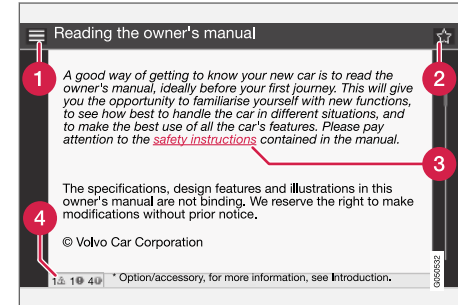 Reading the owner's manual
1
2
A good way of getting to know your new car is to read the
owner's manual, ideally before your first journey. This will give
you the opportunity to familiarise yourself with new functions,
to see how best to handle the car in different situations, and
to make the best use of all the car's features. Please pay
attention to the safety instructions contained in the manual.
3
The specifications, design features and illustrations in this
owner's manual are not binding. We reserve the right to make
modifications without prior notice.
4
© Volvo Car Corporation
1 1 4 * Option/accessory, for more information, see Introduction.
G050532